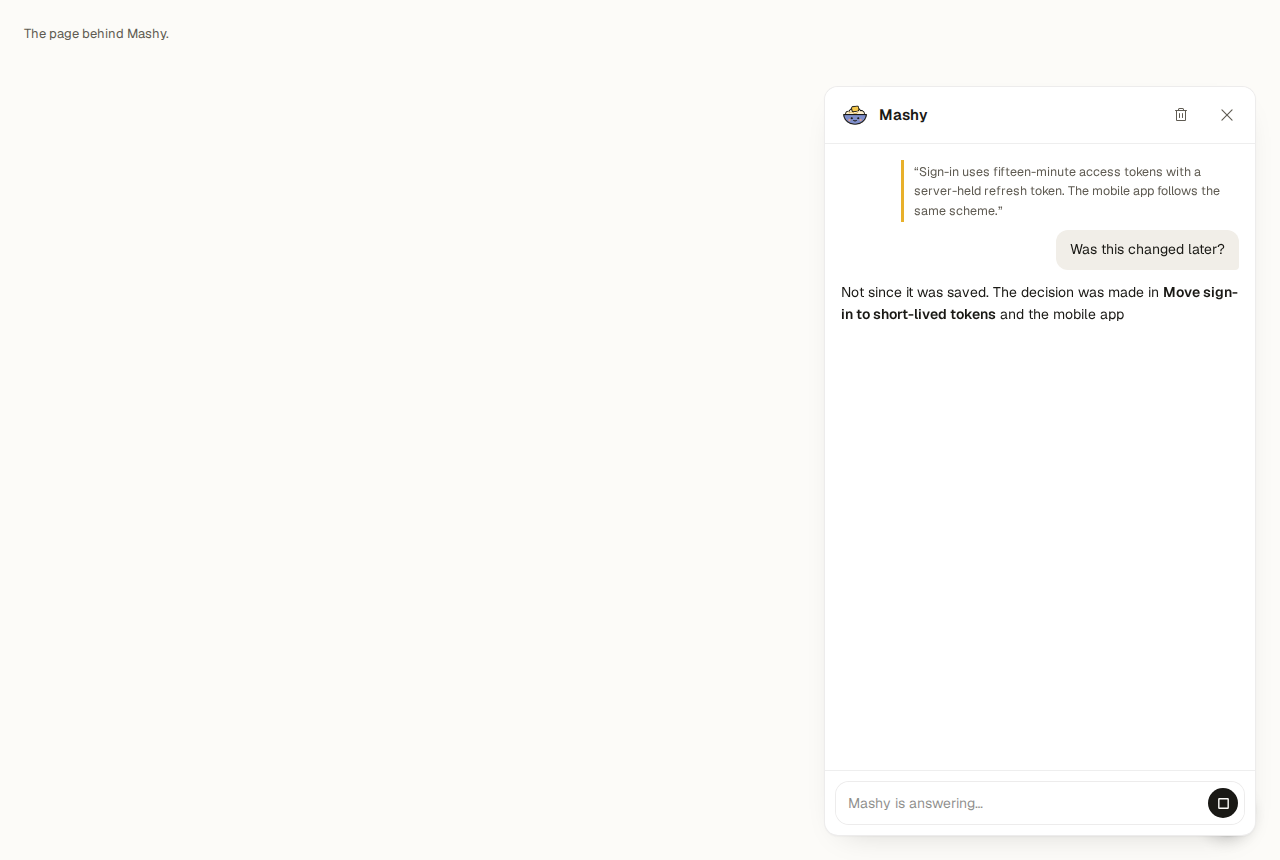 The page behind Mashy.
Mashy
“Sign-in uses fifteen-minute access tokens with a
server-held refresh token. The mobile app follows the
same scheme.”
Was this changed later?
Not since it was saved. The decision was made in Move sign-
in to short-lived tokens and the mobile app
Mashy is answering…